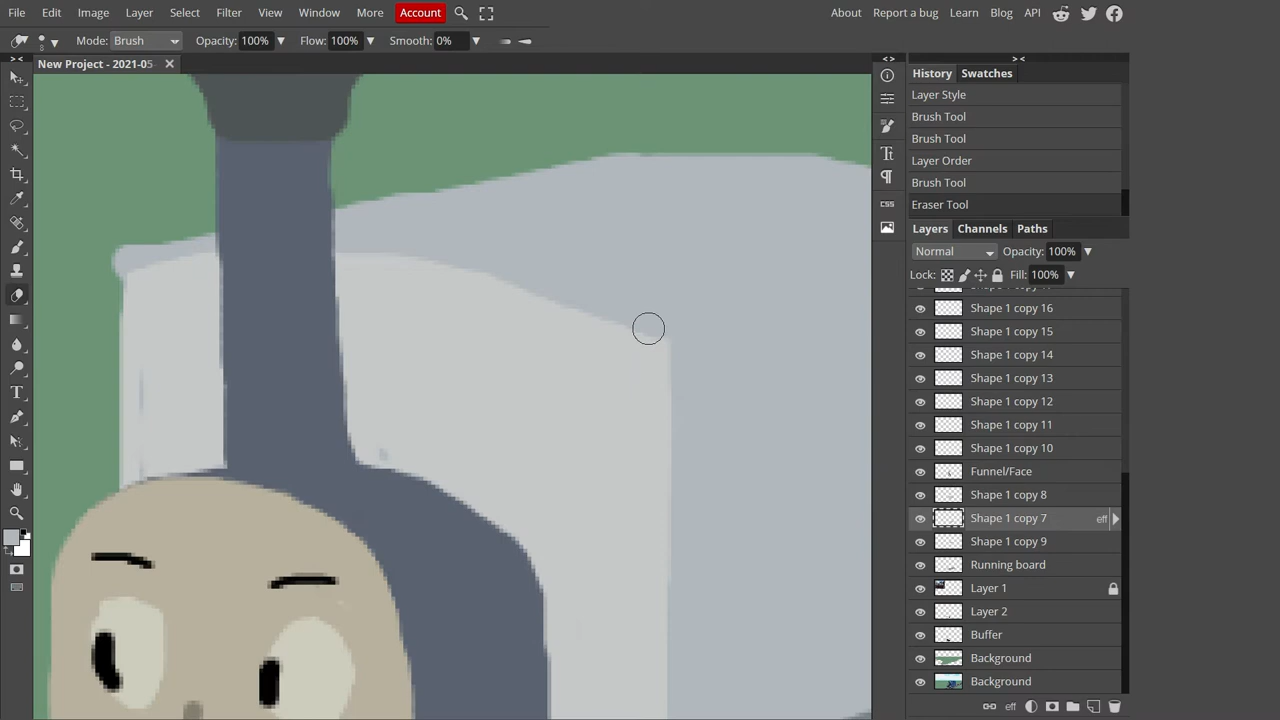 File Edit Image Layer Select Filter View Window More Account About Report a bug Learn Blog API
Mode: Brush Opacity: 100% Flow: 100% Smooth: 0%
New Project - 2021-05-
History Swatches
Layer Style
Brush Tool
Brush Tool
Layer Order
Brush Tool
Eraser Tool
Layers Channels Paths
Normal Opacity: 100%
Lock: Fill: 100%
Shape 1 copy 16
Shape 1 copy 15
Shape 1 copy 14
Shape 1 copy 13
Shape 1 copy 12
Shape 1 copy 11
Shape 1 copy 10
Funnel/Face
Shape 1 copy 8
Shape 1 copy 7 eff
Shape 1 copy 9
Running board
Layer 1
Layer 2
Buffer
Background
Background
eff